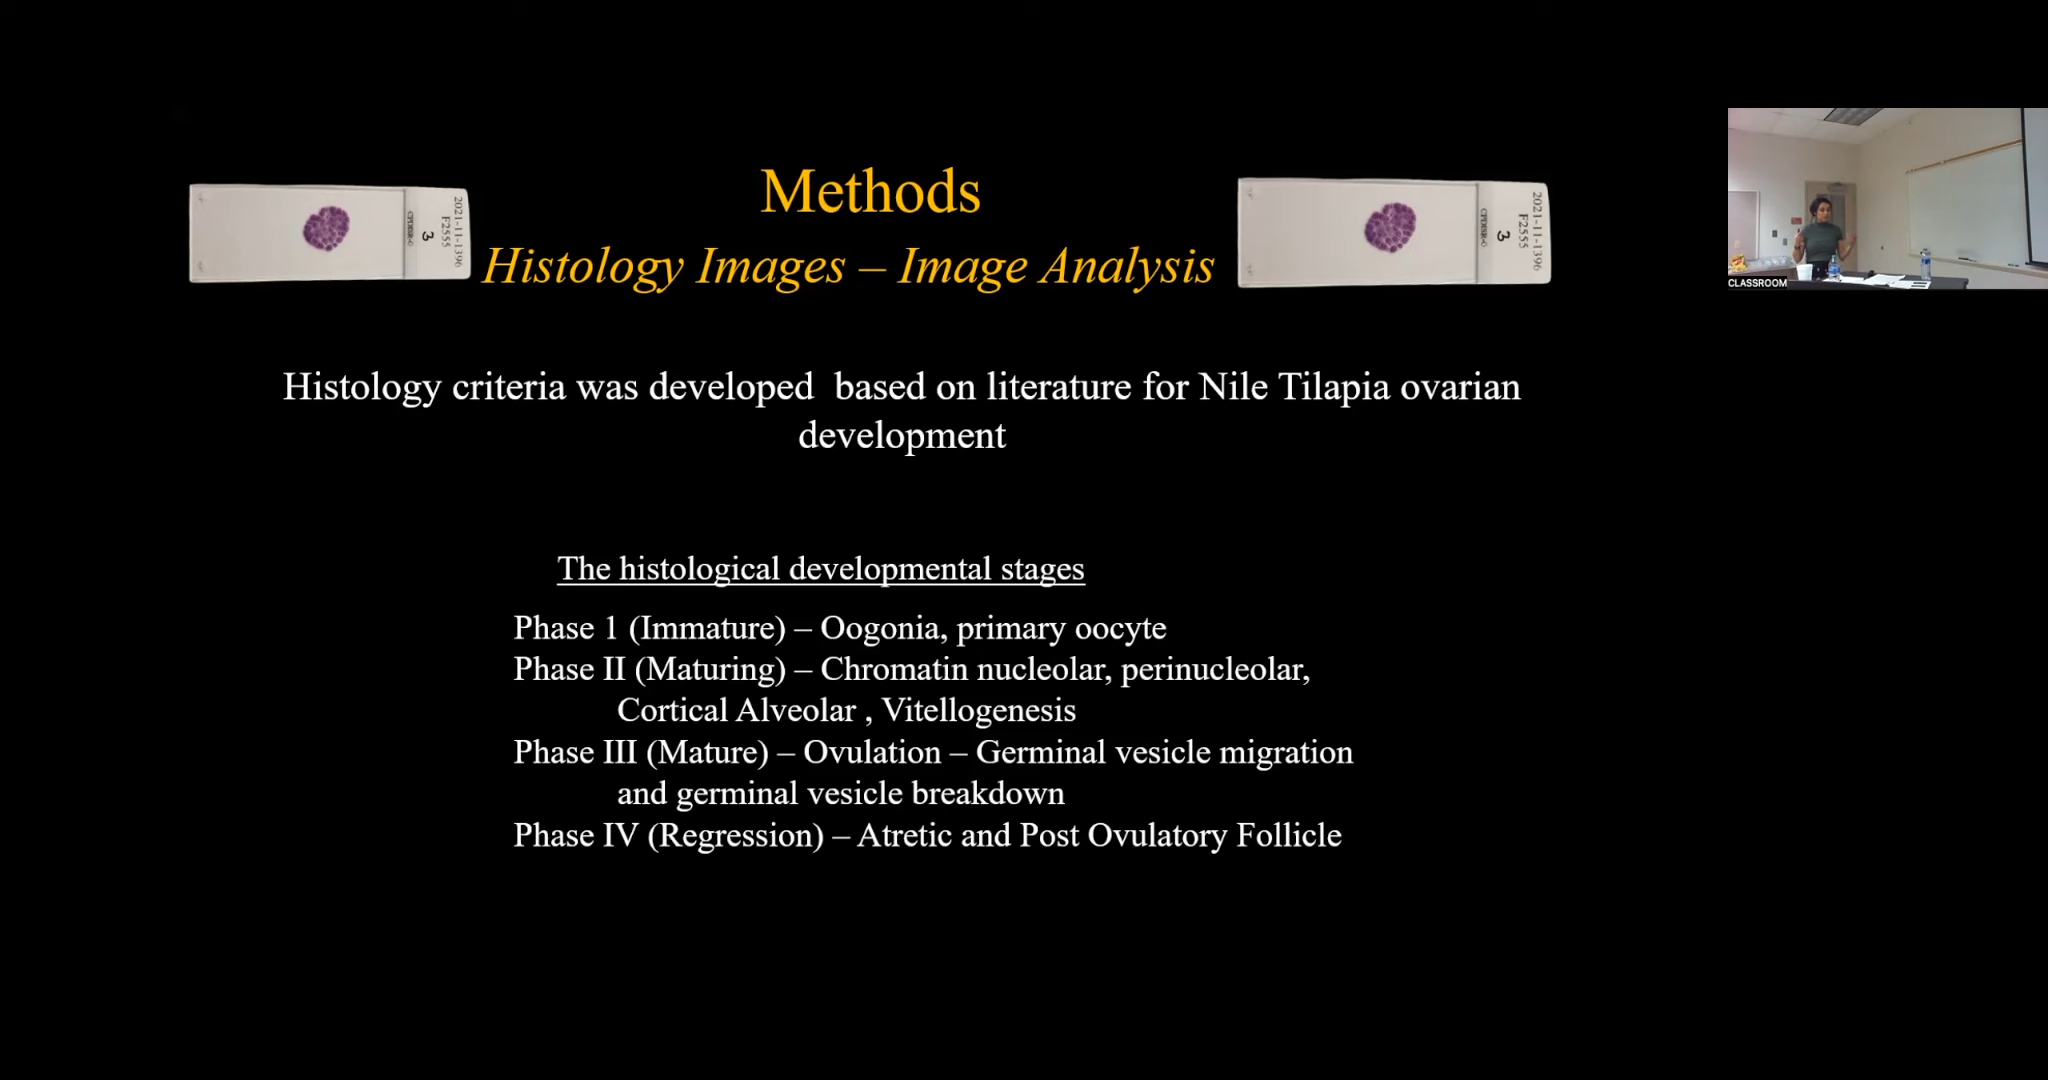 Methods
Histology Images – Image Analysis
2021-11-1396
F2555
3
2021-11-1396
F2555
3
CLASSROOM
Histology criteria was developed  based on literature for Nile Tilapia ovarian
development
The histological developmental stages
Phase 1 (Immature) – Oogonia, primary oocyte
Phase II (Maturing) – Chromatin nucleolar, perinucleolar,
Cortical Alveolar , Vitellogenesis
Phase III (Mature) – Ovulation – Germinal vesicle migration
and germinal vesicle breakdown
Phase IV (Regression) – Atretic and Post Ovulatory Follicle